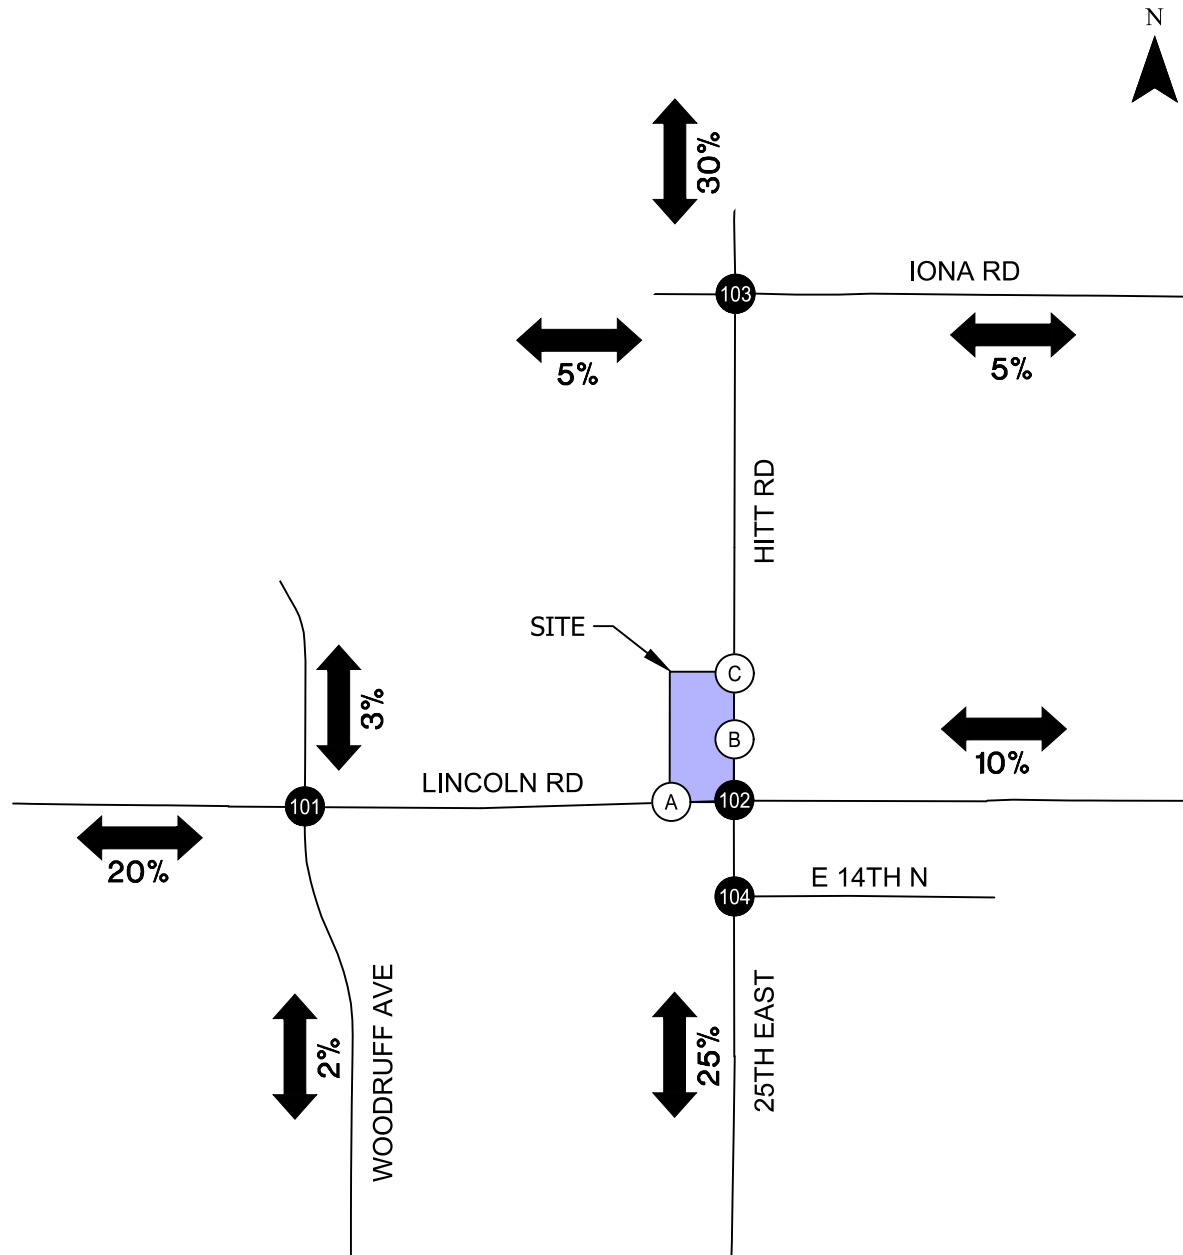 N
30%
IONA RD
103
5%
5%
HITT RD
SITE
C
3%
B
10%
LINCOLN RD
101
A
102
20%
E 14TH N
104
WOODRUFF AVE
2%
25%
25TH EAST